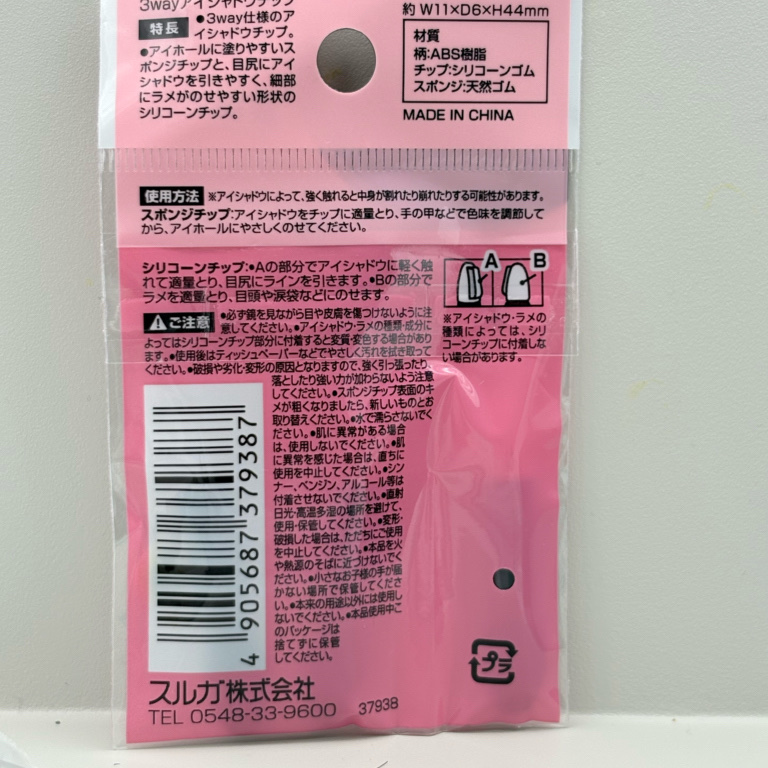 3wayアイシャドウチップ
特長 ●3way仕様のア
イシャドウチップ。
●アイホールに塗りやすいス
ポンジチップと、目尻にアイ
シャドウを引きやすく、細部
にラメがのせやすい形状の
シリコーンチップ。
約 W11×D6×H44mm
材質
柄:ABS樹脂
チップ:シリコーンゴム
スポンジ:天然ゴム
MADE IN CHINA
使用方法 ※アイシャドウによって、強く触れると中身が割れたり崩れたりする可能性があります。
スポンジチップ:アイシャドウをチップに適量とり、手の甲などで色味を調節して
から、アイホールにやさしくのせてください。
シリコーンチップ:●Aの部分でアイシャドウに軽く触
れて適量とり、目尻にラインを引きます。●Bの部分で
ラメを適量とり、目頭や涙袋などにのせます。
A B
※アイシャドウ・ラメの
種類によっては、シリ
コーンチップに付着しな
い場合があります。
ご注意 ●必ず鏡を見ながら目や皮膚を傷つけないように注
意してください。●アイシャドウ・ラメの種類・成分に
よってはシリコーンチップ部分に付着すると変質・変色する場合があり
ます。●使用後はティッシュペーパーなどでやさしく汚れを拭き取って
ください。●破損や劣化・変形の原因となりますので、強く引っ張ったり、
落としたり強い力が加わらないよう注意
してください。●スポンジチップ表面のキ
メが粗くなりましたら、新しいものとお
取り替えください。●水で濡らさないでく
ださい。●肌に異常がある場合
は、使用しないでください。●肌
に異常を感じた場合は、直ちに
使用を中止してください。●シン
ナー、ベンジン、アルコール等は
付着させないでください。●直射
日光・高温多湿の場所を避けて、
使用・保管してください。●変形・
破損した場合は、ただちにご使用
を中止してください。●本品を火
や熱源のそばに近づけないでく
ださい。●小さなお子様の手が届
かない場所で保管してくださ
い。●本来の用途以外には使用し
ないでください。●本品使用中こ
のパッケージは
捨てずに保管
してください。
4 905687 379387
プラ
スルガ株式会社
TEL 0548-33-9600 37938